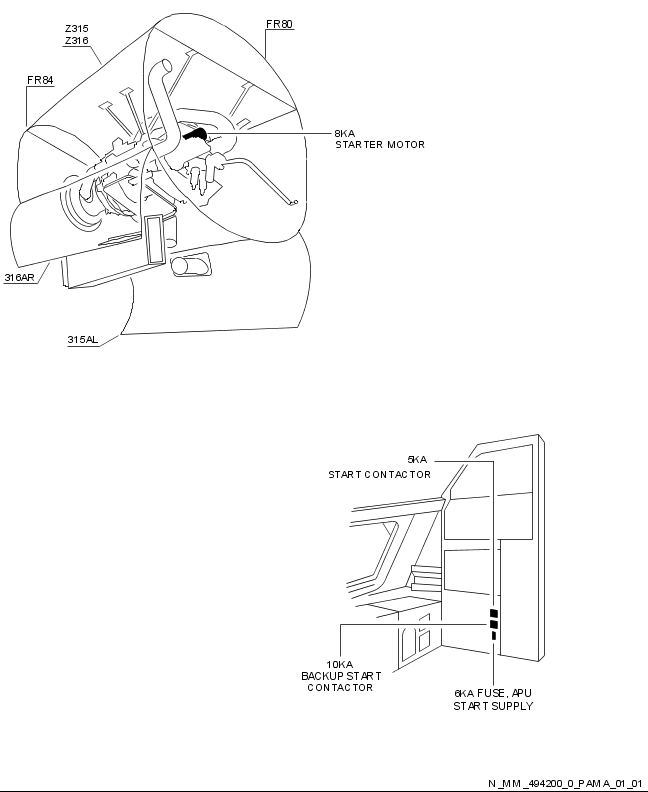 Z315
Z316
FR80
FR84
8KA
STARTER MOTOR
316AR
315AL
5KA
START CONTACTOR
10KA
BACKUP START
CONTACTOR
6KA FUSE, APU
START SUPPLY
N_MM_494200_0_PAMA_01_01